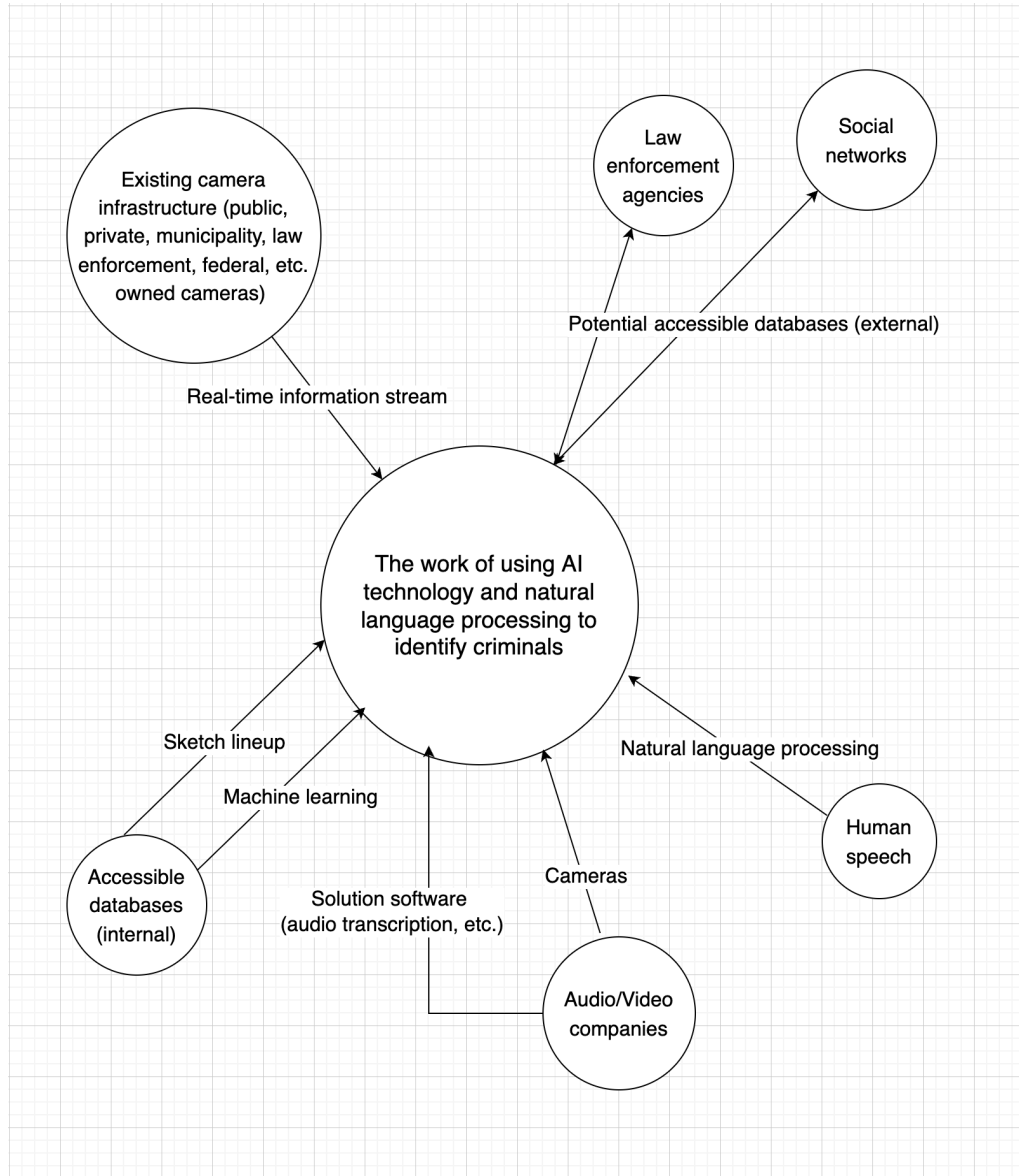 Existing camera
infrastructure (public,
private, municipality, law
enforcement, federal, etc.
owned cameras)
Law
enforcement
agencies
Social
networks
Potential accessible databases (external)
Real-time information stream
The work of using AI
technology and natural
language processing to
identify criminals
Sketch lineup
Machine learning
Natural language processing
Accessible
databases
(internal)
Solution software
(audio transcription, etc.)
Cameras
Human
speech
Audio/Video
companies